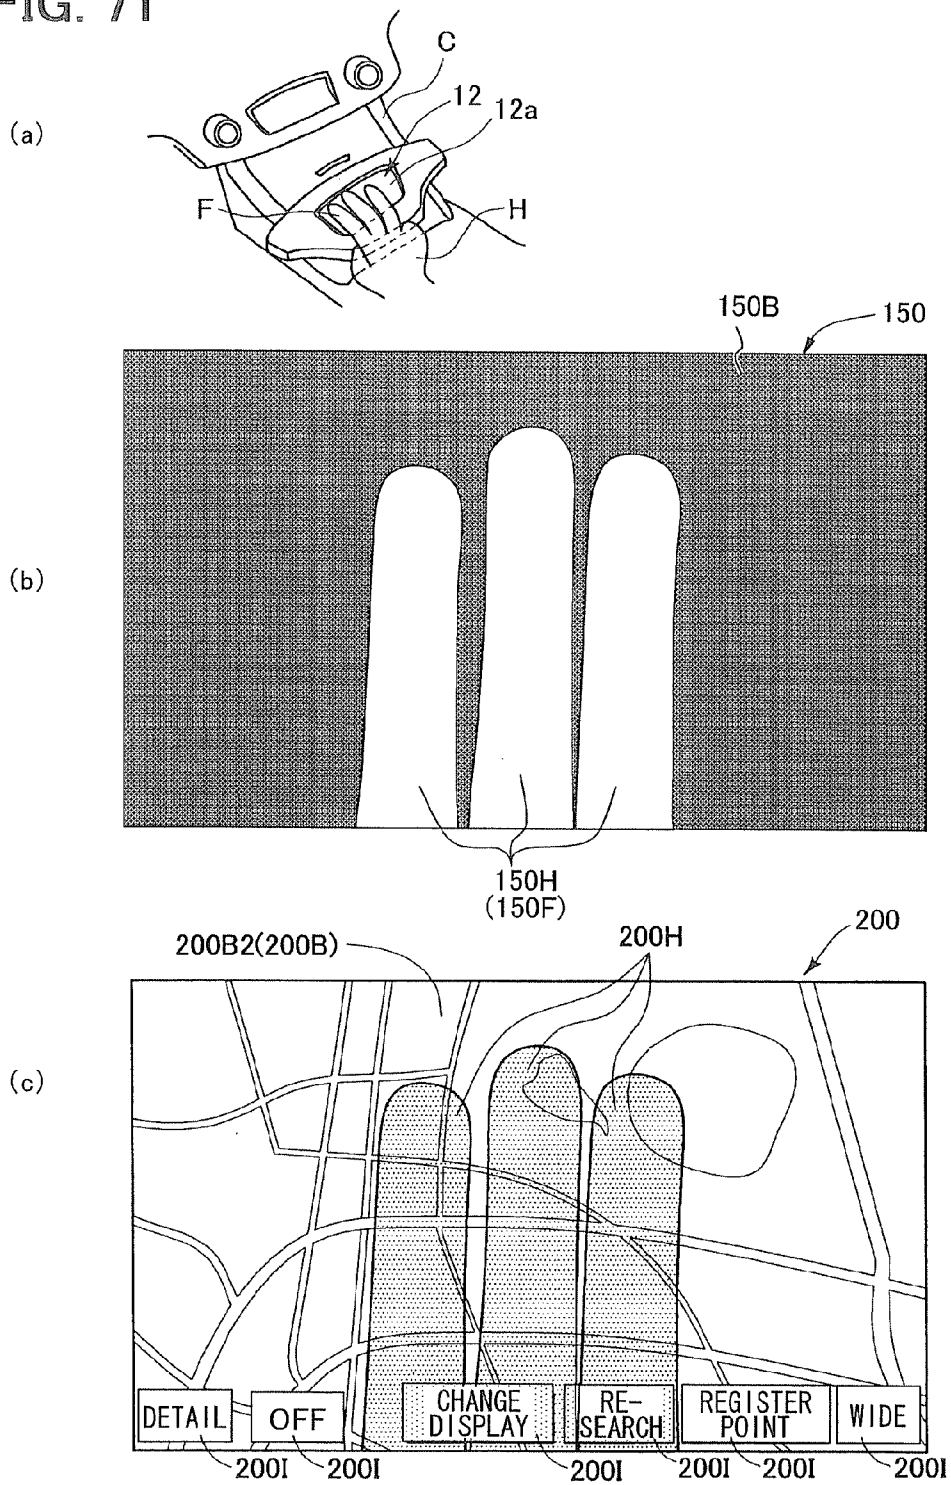 FIG. 71
(a)
C
12
12a
F
H
150B
150
(b)
150H
(150F)
200B2(200B)
200H
200
(c)
DETAIL
OFF
CHANGE
DISPLAY
RE-
SEARCH
REGISTER
POINT
WIDE
200I
200I
200I
200I
200I
200I